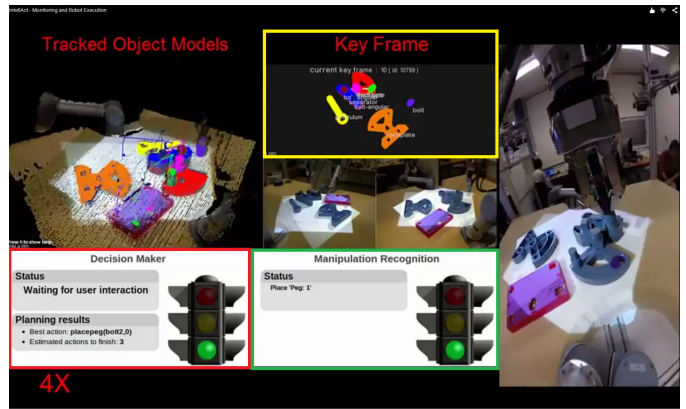 IntellAct - Monitoring and Robot Execution
Tracked Object Models
Key Frame
current key frame : 10 ( id: 10799 )
separator
bolt
Decision Maker
Status
Waiting for user interaction
Planning results
Best action: placepeg(bolt2,0)
Estimated actions to finish: 3
Manipulation Recognition
Status
Place 'Peg: 1'
4X